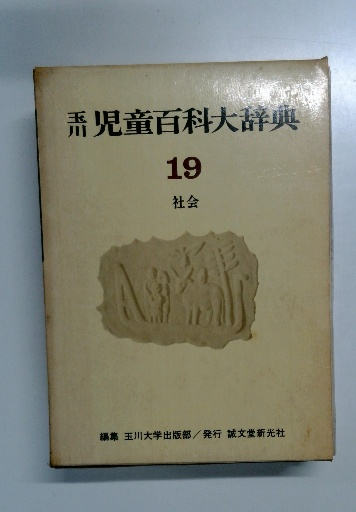 玉川 児童百科大辞典
19
社会
編集 玉川大学出版部／発行 誠文堂新光社